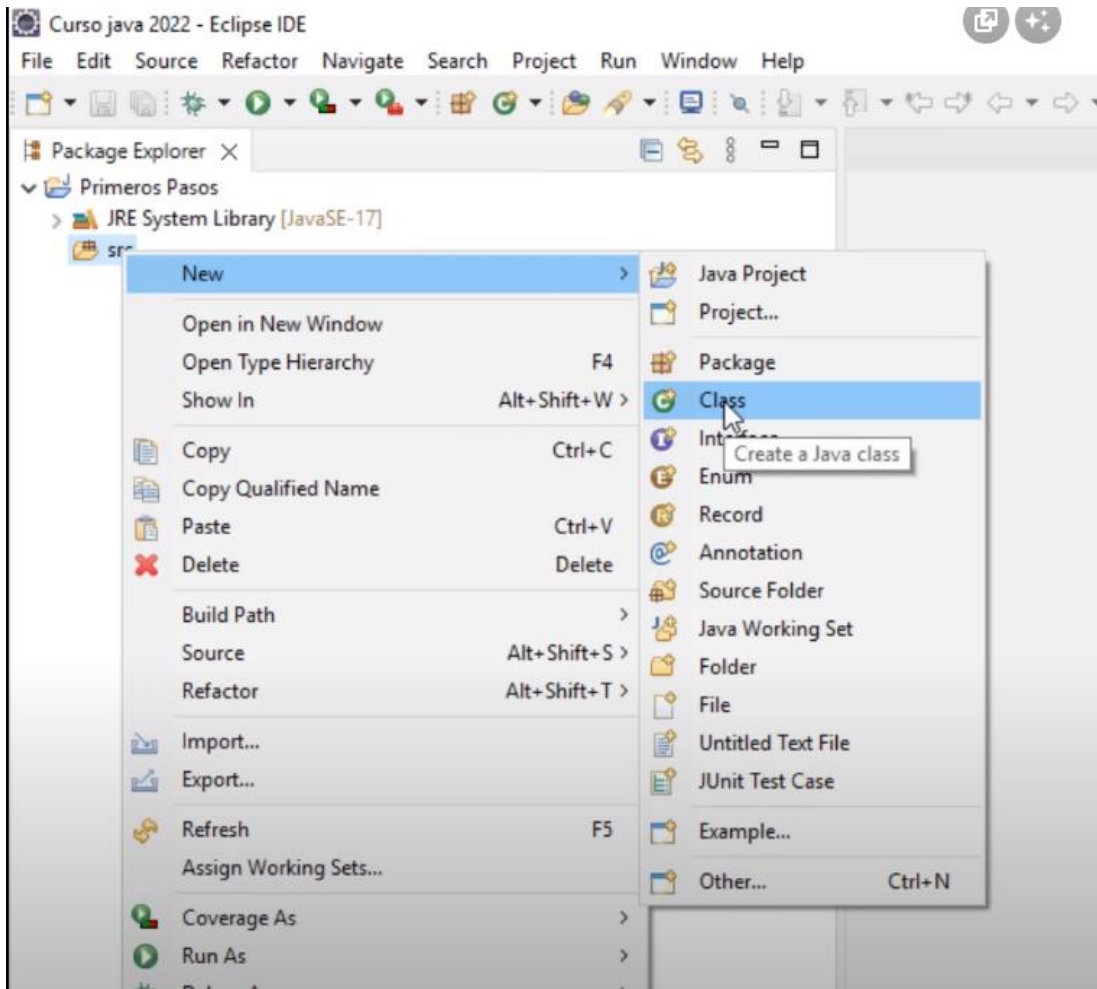 Curso java 2022 - Eclipse IDE
File Edit Source Refactor Navigate Search Project Run Window Help
Package Explorer
Primeros Pasos
JRE System Library [JavaSE-17]
src
New
Open in New Window
Open Type Hierarchy F4
Show In Alt+Shift+W >
Copy Ctrl+C
Copy Qualified Name
Paste Ctrl+V
Delete Delete
Build Path >
Source Alt+Shift+S >
Refactor Alt+Shift+T >
Import...
Export...
Refresh F5
Assign Working Sets...
Coverage As >
Run As >
Java Project
Project...
Package
Class
Create a Java class
Enum
Record
Annotation
Source Folder
Java Working Set
Folder
File
Untitled Text File
JUnit Test Case
Example...
Other... Ctrl+N